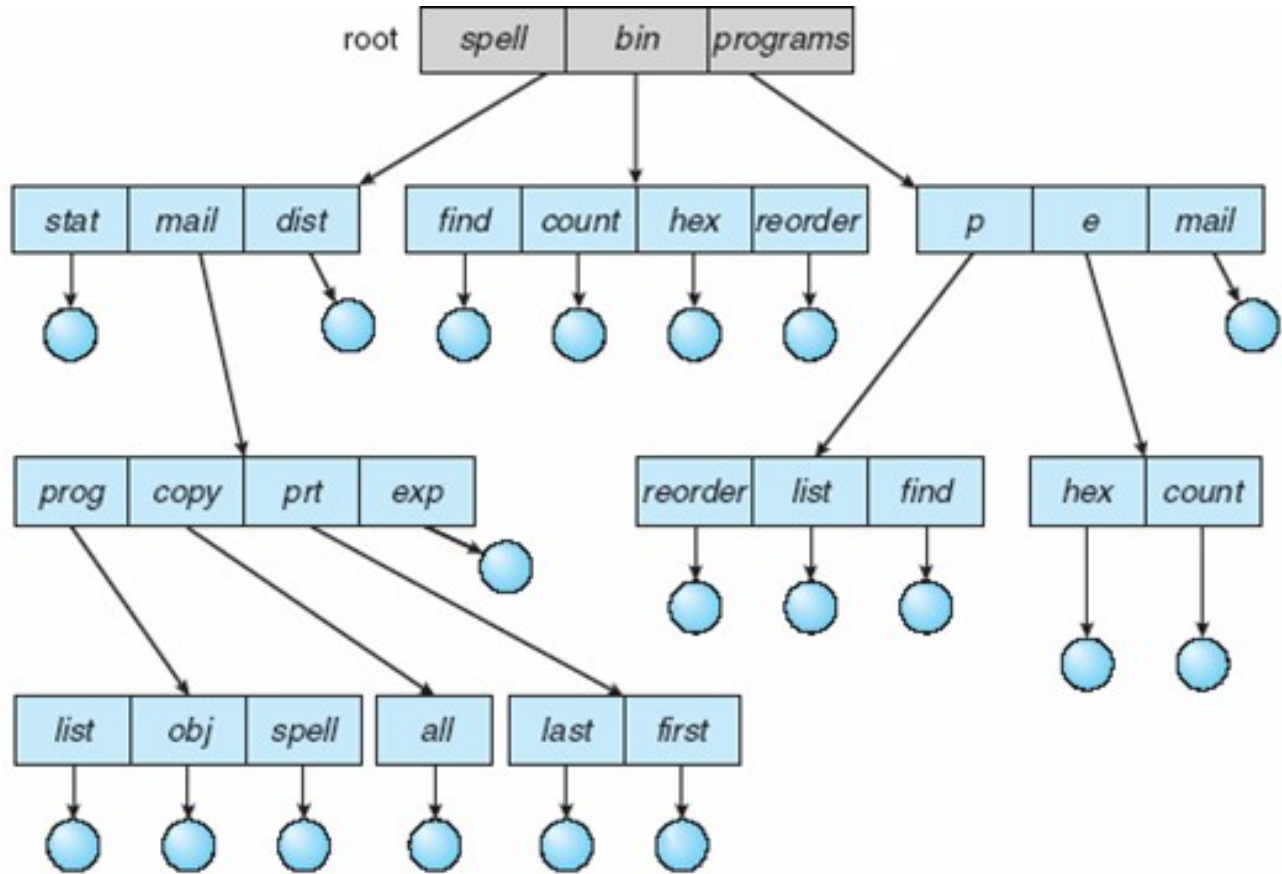 root spell bin programs
stat mail dist find count hex reorder p e mail
prog copy prt exp reorder list find hex count
list obj spell all last first